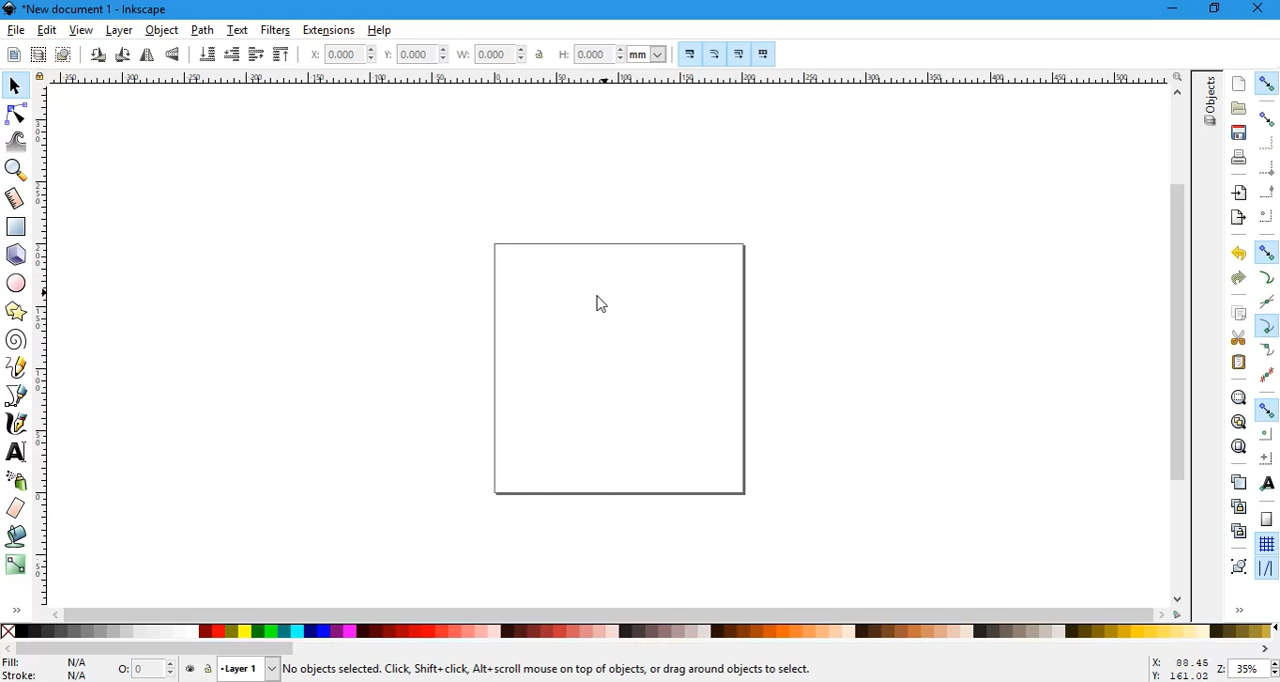 *New document 1 - Inkscape
File Edit View Layer Object Path Text Filters Extensions Help
X: 0.000 Y: 0.000 W: 0.000 H: 0.000 mm
Objects
Fill: N/A
Stroke: N/A
O: 0
•Layer 1
No objects selected. Click, Shift+click, Alt+scroll mouse on top of objects, or drag around objects to select.
X: 88.45
Y: 161.02
Z: 35%